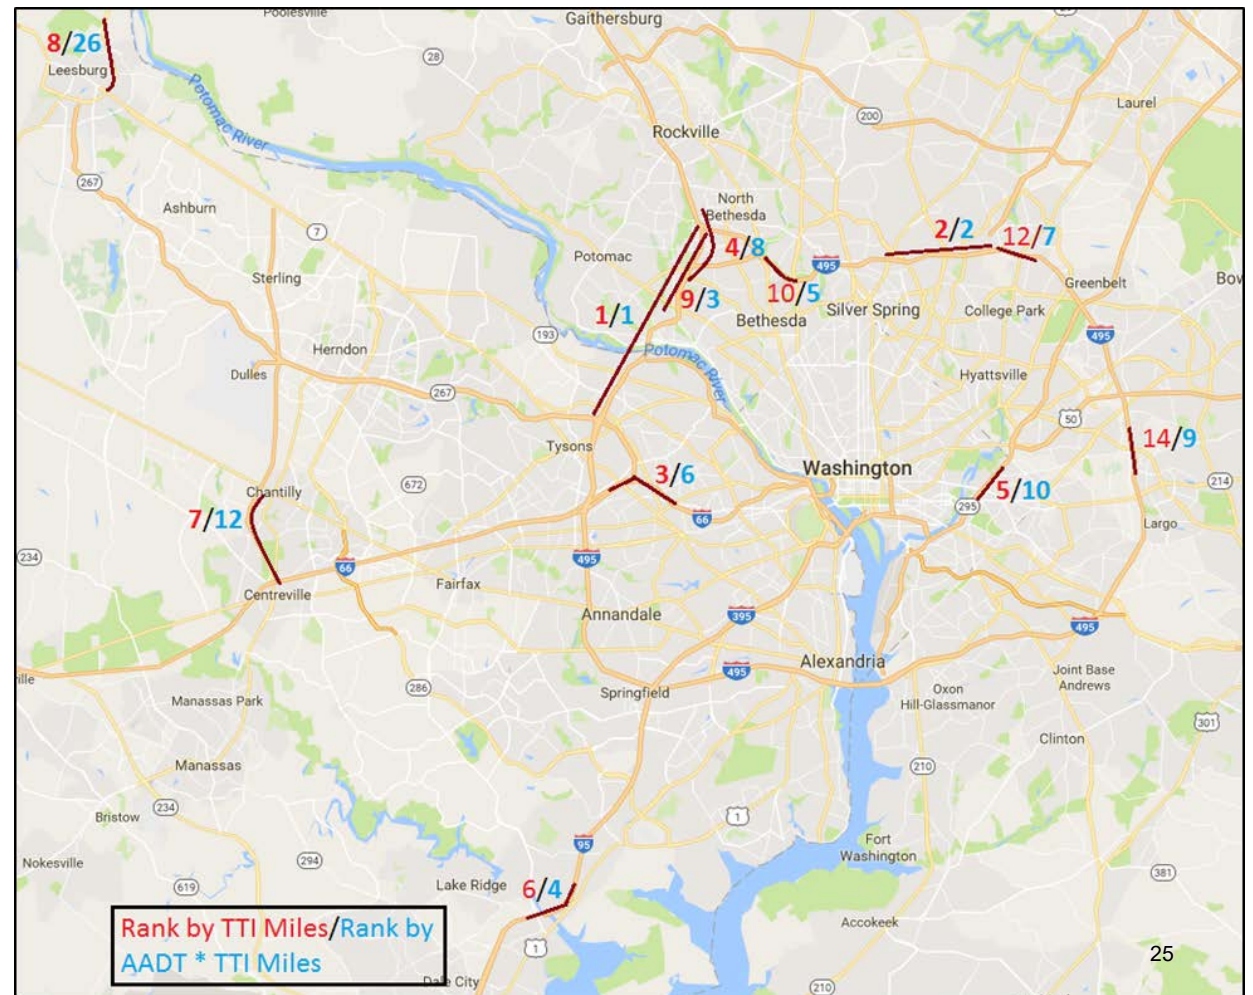 Poolesville
Gaithersburg
8/26
28
Leesburg
Laurel
Potomac River
200
Rockville
267
North
Bethesda
Ashburn
7
2/2
12/7
4/8
Potomac
495
Sterling
Greenbelt
Bow
10/5
9/3
1/1
Silver Spring
College Park
Bethesda
193
495
Herndon
Potomac River
Dulles
Hyattsville
267
50
Tysons
14/9
3/6
Washington
672
Chantilly
5/10
214
295
7/12
66
Largo
234
495
66
Fairfax
Centreville
Annandale
395
495
Alexandria
495
Joint Base
Andrews
ville
286
Springfield
Oxon
Hill-Glassmanor
Manassas Park
301
Clinton
Manassas
210
234
Bristow
1
95
Fort
Washington
294
Nokesville
381
619
Lake Ridge
6/4
Accokeek
Rank by TTI Miles/Rank by
AADT * TTI Miles
1
25
Dale City
210